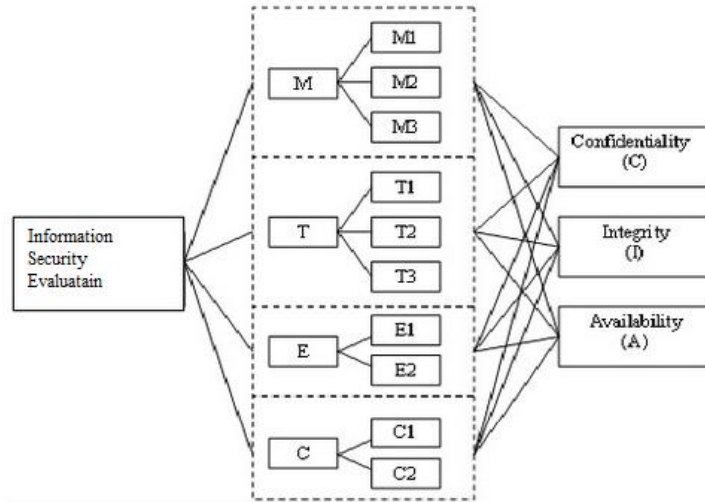 Information
Security
Evaluatain
M
M1
M2
M3
T
T1
T2
T3
E
E1
E2
C
C1
C2
Confidentiality
(C)
Integrity
(I)
Availability
(A)